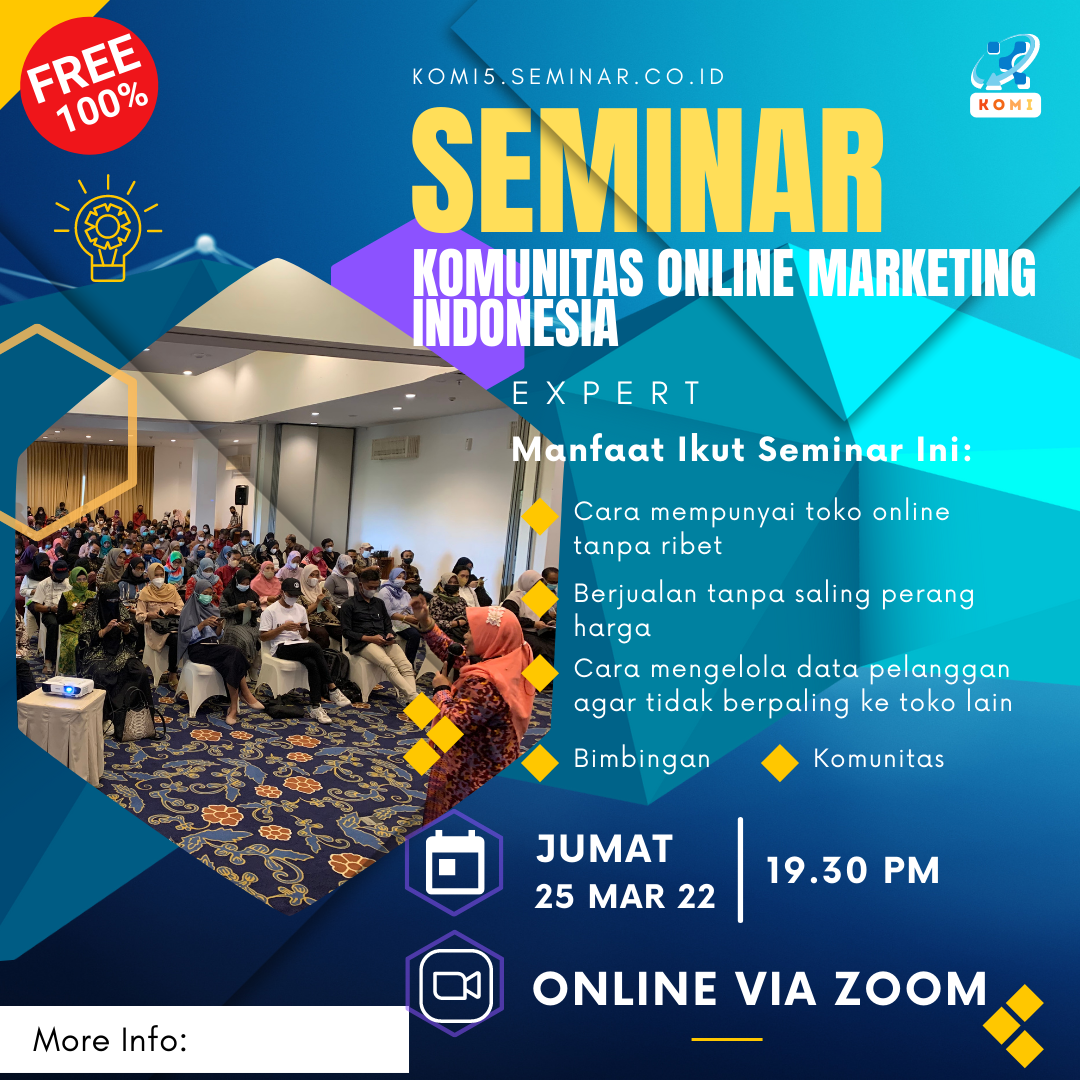 FREE
100%
KOMI5.SEMINAR.CO.ID
KOMI
SEMINAR
KOMUNITAS ONLINE MARKETING
INDONESIA
EXPERT
Manfaat Ikut Seminar Ini:
Cara mempunyai toko online
tanpa ribet
Berjualan tanpa saling perang
harga
Cara mengelola data pelanggan
agar tidak berpaling ke toko lain
Bimbingan
Komunitas
JUMAT
25 MAR 22
19.30 PM
ONLINE VIA ZOOM
More Info: